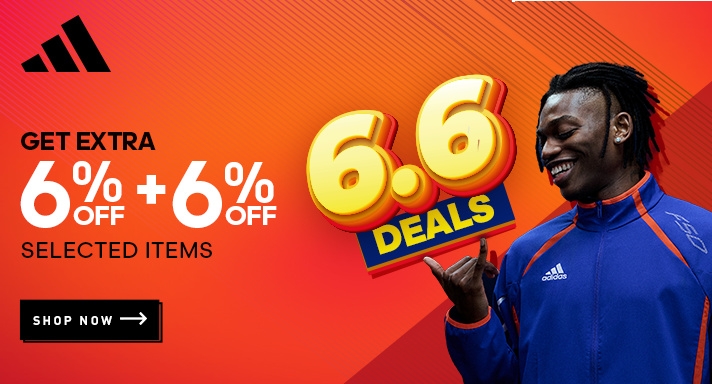 GET EXTRA
6% OFF + 6% OFF
SELECTED ITEMS
SHOP NOW
6.6
DEALS
adidas